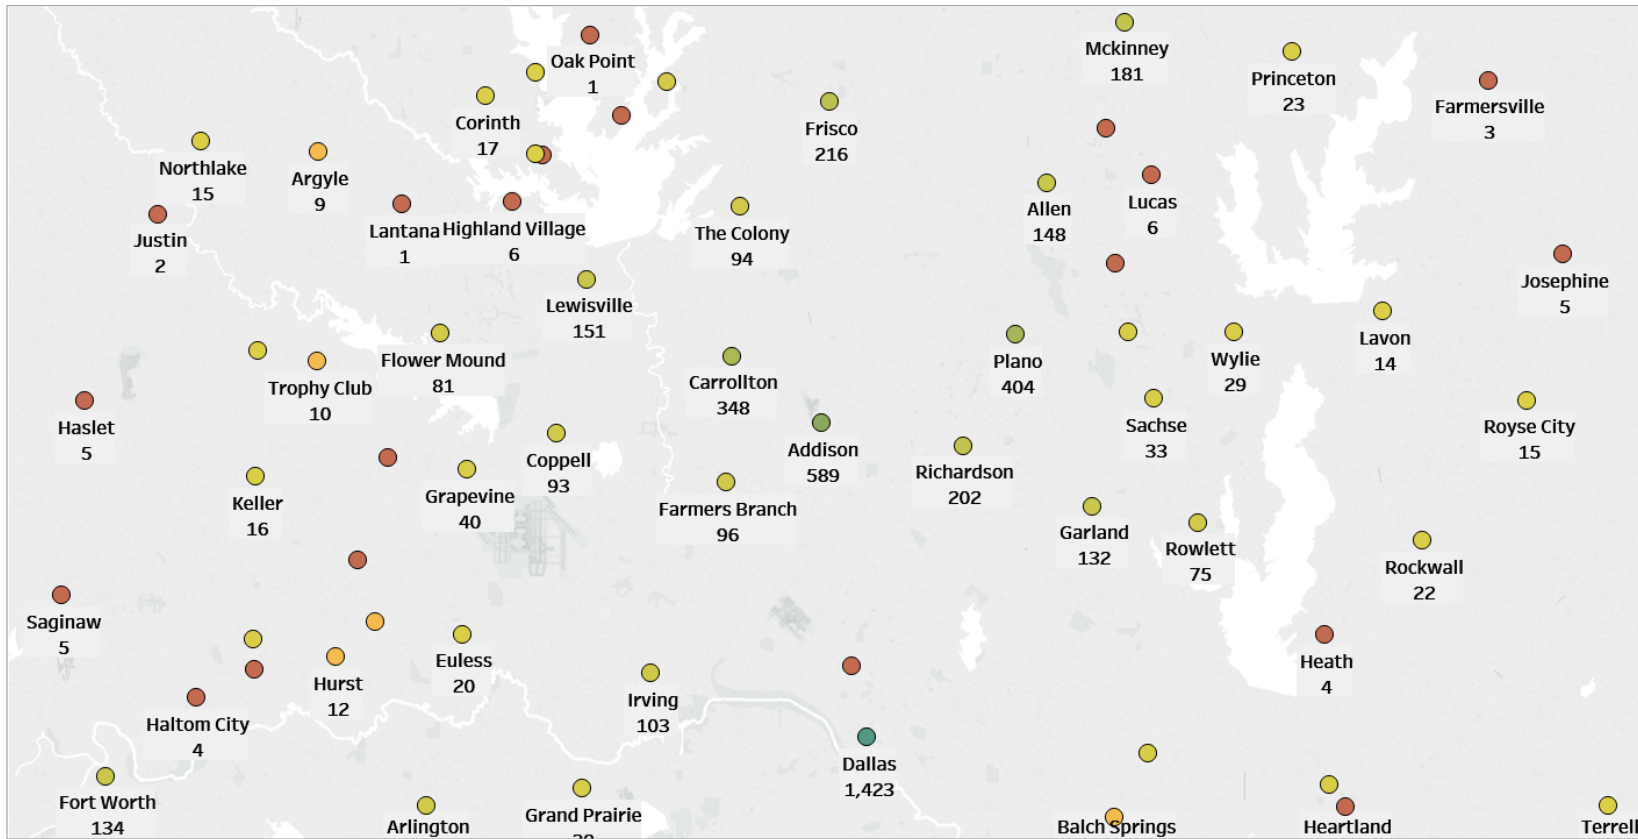 Oak Point
1
Mckinney
181
Princeton
23
Farmersville
3
Corinth
17
Frisco
216
Northlake
15
Argyle
9
Lucas
6
Allen
148
Lantana
1
Highland Village
6
The Colony
94
Justin
2
Josephine
5
Lewisville
151
Lavon
14
Flower Mound
81
Plano
404
Wylie
29
Trophy Club
10
Carrollton
348
Haslet
5
Sachse
33
Royse City
15
Addison
589
Coppell
93
Richardson
202
Keller
16
Grapevine
40
Farmers Branch
96
Garland
132
Rowlett
75
Rockwall
22
Saginaw
5
Euless
20
Heath
4
Hurst
12
Irving
103
Haltom City
4
Dallas
1,423
Fort Worth
134
Grand Prairie
Arlington
Balch Springs
Heartland
Terrell